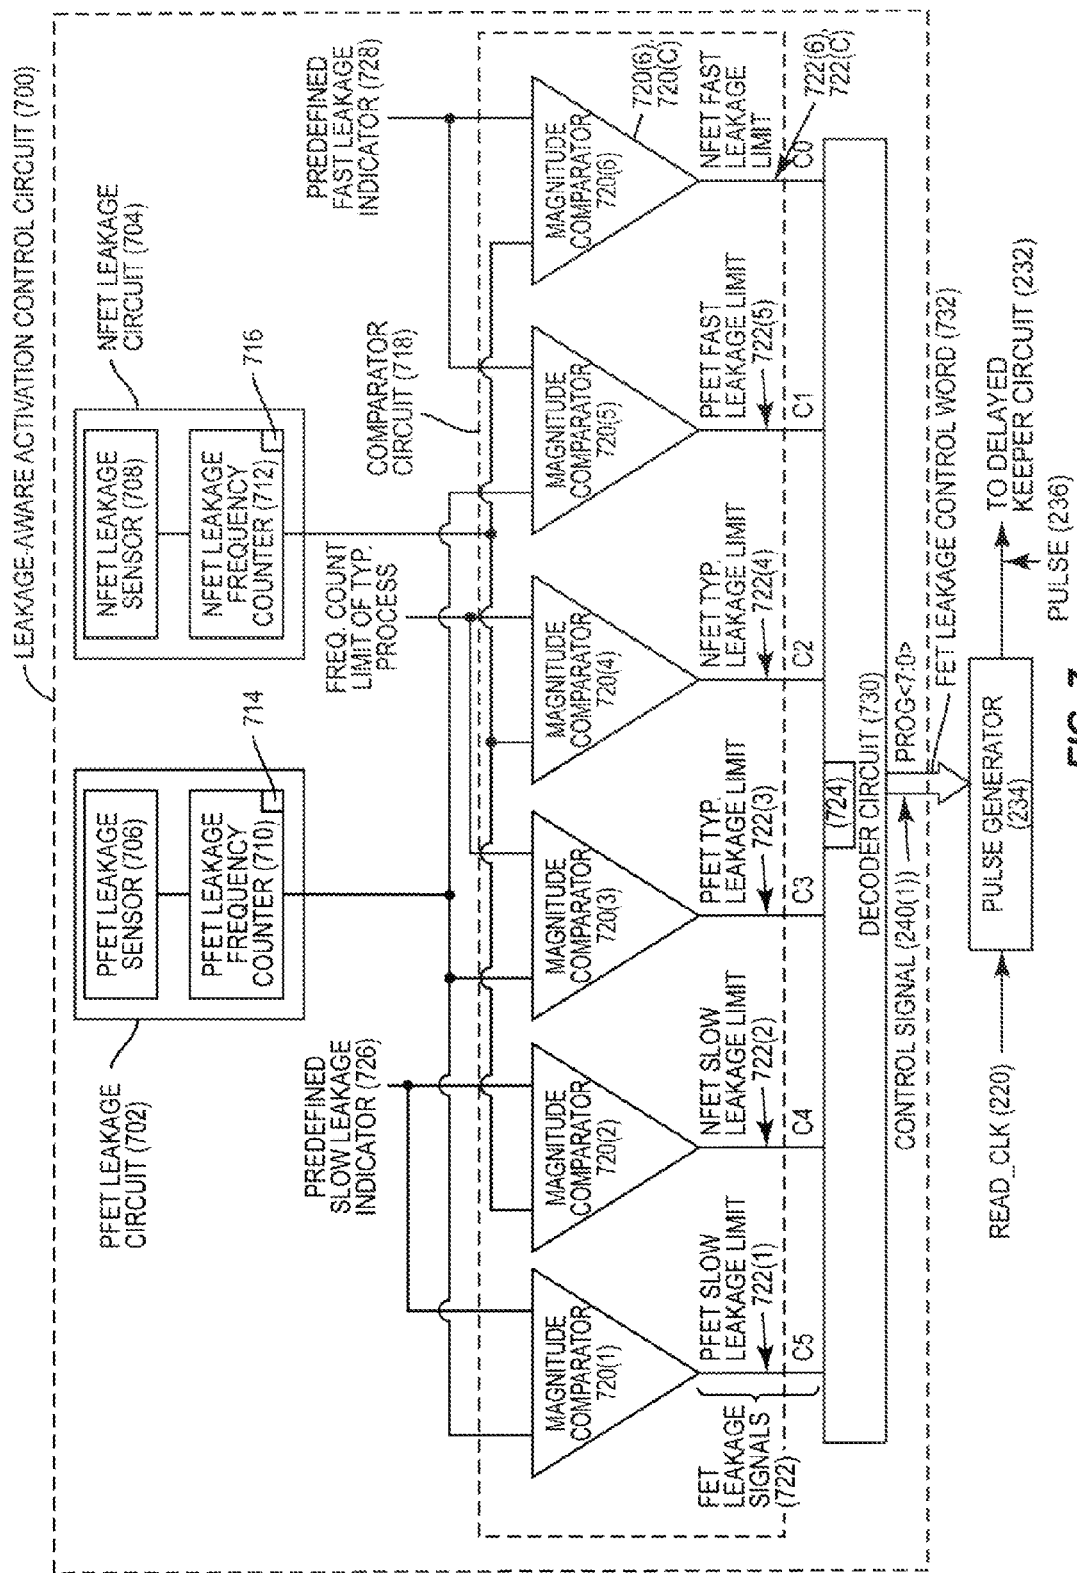 LEAKAGE-AWARE ACTIVATION CONTROL CIRCUIT (700)
PFET LEAKAGE
CIRCUIT (702)
PFET LEAKAGE
SENSOR (706)
PFET LEAKAGE
FREQUENCY
COUNTER (710)
714
NFET LEAKAGE
CIRCUIT (704)
NFET LEAKAGE
SENSOR (708)
NFET LEAKAGE
FREQUENCY
COUNTER (712)
716
PREDEFINED
SLOW LEAKAGE
INDICATOR (726)
FREQ. COUNT
LIMIT OF TYP.
PROCESS
COMPARATOR
CIRCUIT (718)
PREDEFINED
FAST LEAKAGE
INDICATOR (728)
MAGNITUDE
COMPARATOR
720(1)
MAGNITUDE
COMPARATOR
720(2)
MAGNITUDE
COMPARATOR
720(3)
MAGNITUDE
COMPARATOR
720(4)
MAGNITUDE
COMPARATOR
720(5)
MAGNITUDE
COMPARATOR
720(6)
720(6),
720(C)
FET
LEAKAGE
SIGNALS
(722)
PFET SLOW
LEAKAGE LIMIT
722(1)
C5
NFET SLOW
LEAKAGE LIMIT
722(2)
C4
PFET TYP.
LEAKAGE LIMIT
722(3)
C3
NFET TYP.
LEAKAGE LIMIT
722(4)
C2
PFET FAST
LEAKAGE LIMIT
722(5)
C1
NFET FAST
LEAKAGE
LIMIT
C0
722(6),
722(C)
(724)
DECODER CIRCUIT (730)
CONTROL SIGNAL (240(1))
PROG<7:0>
FET LEAKAGE CONTROL WORD (732)
READ_CLK (220)
PULSE GENERATOR
(234)
TO DELAYED
KEEPER CIRCUIT (232)
PULSE (236)
FIG. 7